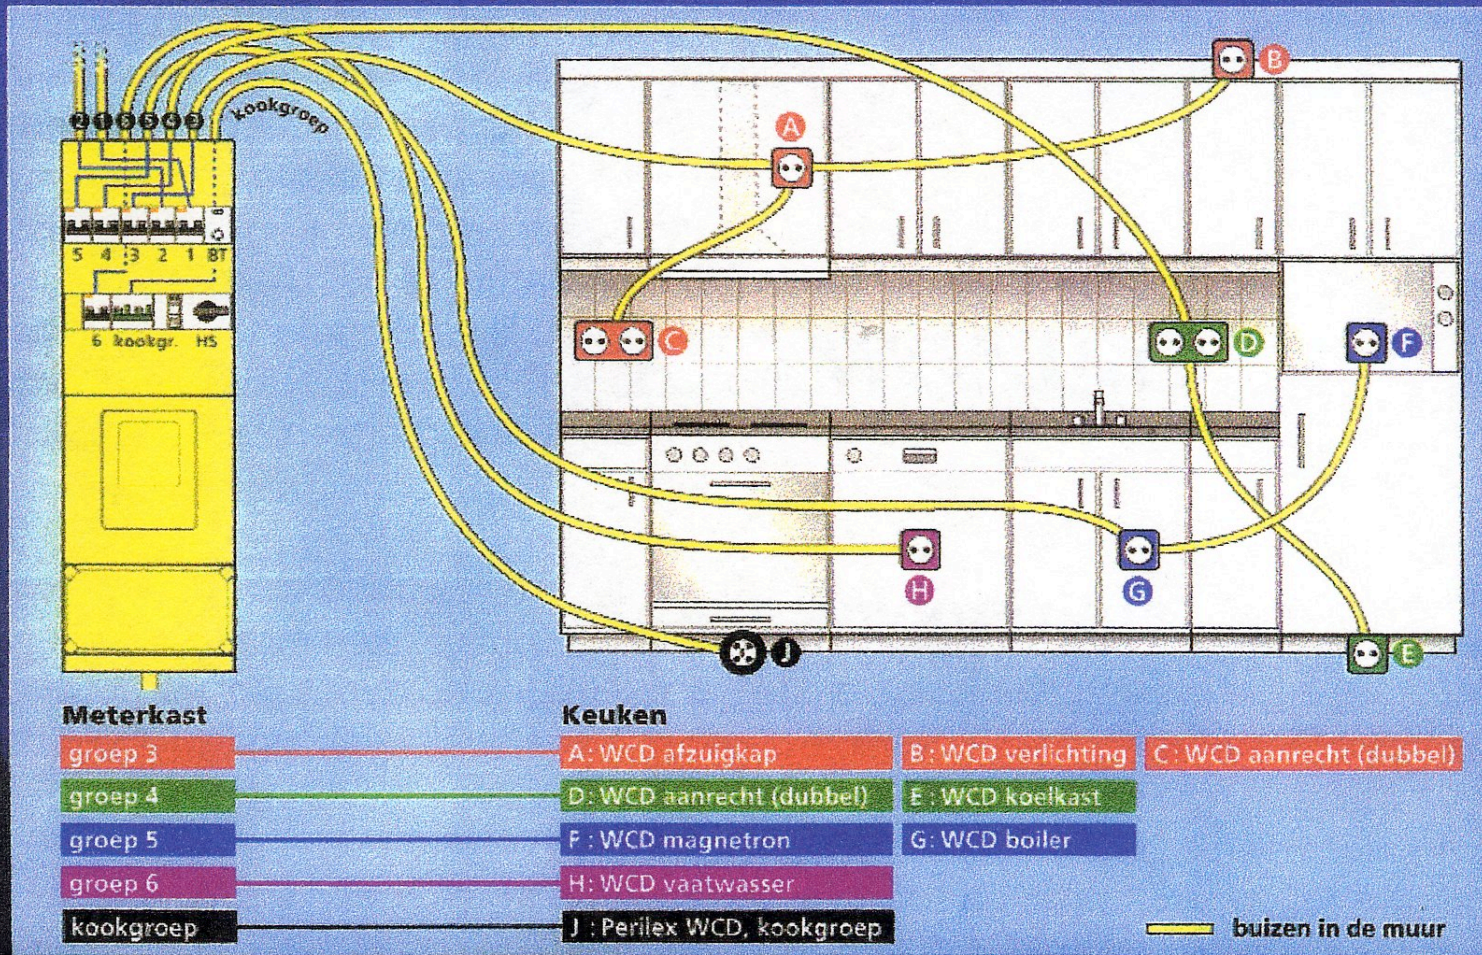 2 1 6 5 4 3
kookgroep
B
A
5 4 3 2 1 BT
6 kookgr. HS
C
D
F
H
G
J
E
Meterkast
Keuken
groep 3
A: WCD afzuigkap
B: WCD verlichting
C: WCD aanrecht (dubbel)
groep 4
D: WCD aanrecht (dubbel)
E: WCD koelkast
groep 5
F: WCD magnetron
G: WCD boiler
groep 6
H: WCD vaatwasser
kookgroep
J: Perilex WCD, kookgroep
buizen in de muur